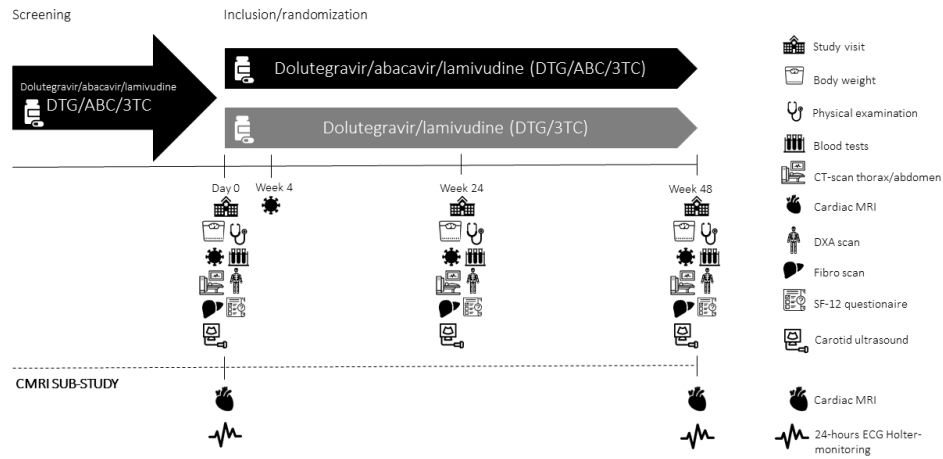 Screening
Inclusion/randomization
Dolutegravir/abacavir/lamivudine
DTG/ABC/3TC
Dolutegravir/abacavir/lamivudine (DTG/ABC/3TC)
Dolutegravir/lamivudine (DTG/3TC)
Day 0
Week 4
Week 24
Week 48
CMRI SUB-STUDY
Study visit
Body weight
Physical examination
Blood tests
CT-scan thorax/abdomen
Cardiac MRI
DXA scan
Fibro scan
SF-12 questionaire
Carotid ultrasound
Cardiac MRI
24-hours ECG Holter-
monitoring